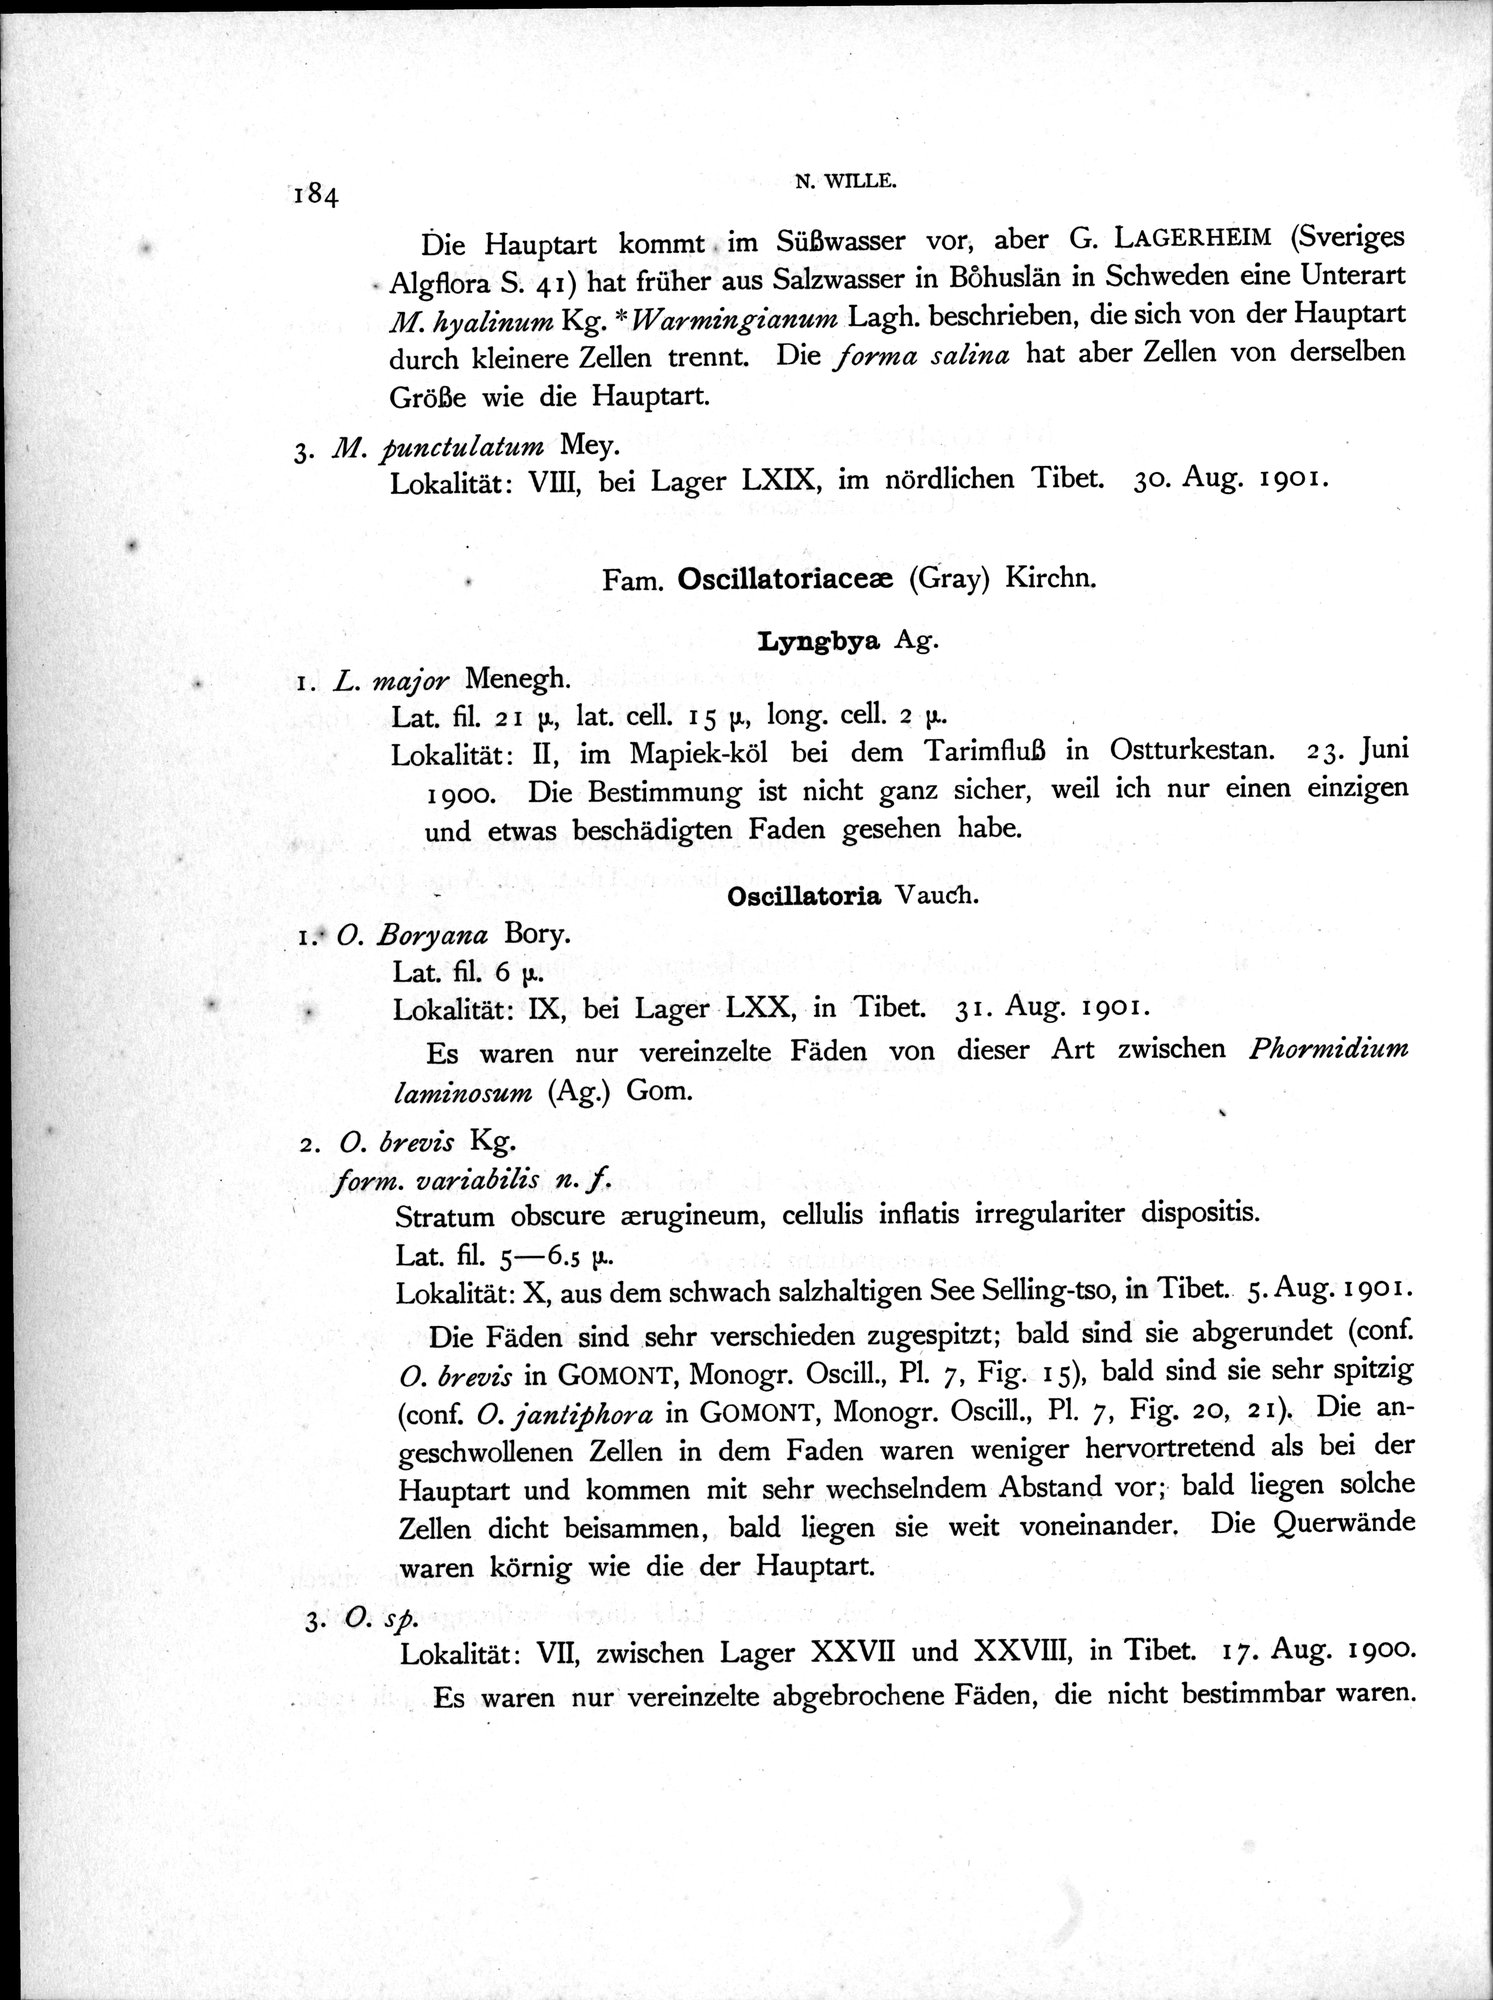 184
N. WILLE.
Die Hauptart kommt im Süßwasser vor, aber G. LAGERHEIM (Sveriges
Algflora S. 41) hat früher aus Salzwasser in Bohuslän in Schweden eine Unterart
M. hyalinum Kg. *Warmingianum Lagh. beschrieben, die sich von der Hauptart
durch kleinere Zellen trennt. Die forma salina hat aber Zellen von derselben
Größe wie die Hauptart.
3. M. punctulatum Mey.
Lokalität: VIII, bei Lager LXIX, im nördlichen Tibet. 30. Aug. 1901.
Fam. Oscillatoriaceæ (Gray) Kirchn.
Lyngbya Ag.
1. L. major Menegh.
Lat. fil. 21 µ, lat. cell. 15 µ, long. cell. 2 µ.
Lokalität: II, im Mapiek-köl bei dem Tarimfluß in Ostturkestan. 23. Juni
1900. Die Bestimmung ist nicht ganz sicher, weil ich nur einen einzigen
und etwas beschädigten Faden gesehen habe.
Oscillatoria Vauch.
1. O. Boryana Bory.
Lat. fil. 6 µ.
Lokalität: IX, bei Lager LXX, in Tibet. 31. Aug. 1901.
Es waren nur vereinzelte Fäden von dieser Art zwischen Phormidium
laminosum (Ag.) Gom.
2. O. brevis Kg.
form. variabilis n. f.
Stratum obscure ærugineum, cellulis inflatis irregulariter dispositis.
Lat. fil. 5—6.5 µ.
Lokalität: X, aus dem schwach salzhaltigen See Selling-tso, in Tibet. 5. Aug. 1901.
Die Fäden sind sehr verschieden zugespitzt; bald sind sie abgerundet (conf.
O. brevis in GOMONT, Monogr. Oscill., Pl. 7, Fig. 15), bald sind sie sehr spitzig
(conf. O. jantiphora in GOMONT, Monogr. Oscill., Pl. 7, Fig. 20, 21). Die an-
geschwollenen Zellen in dem Faden waren weniger hervortretend als bei der
Hauptart und kommen mit sehr wechselndem Abstand vor; bald liegen solche
Zellen dicht beisammen, bald liegen sie weit voneinander. Die Querwände
waren körnig wie die der Hauptart.
3. O. sp.
Lokalität: VII, zwischen Lager XXVII und XXVIII, in Tibet. 17. Aug. 1900.
Es waren nur vereinzelte abgebrochene Fäden, die nicht bestimmbar waren.